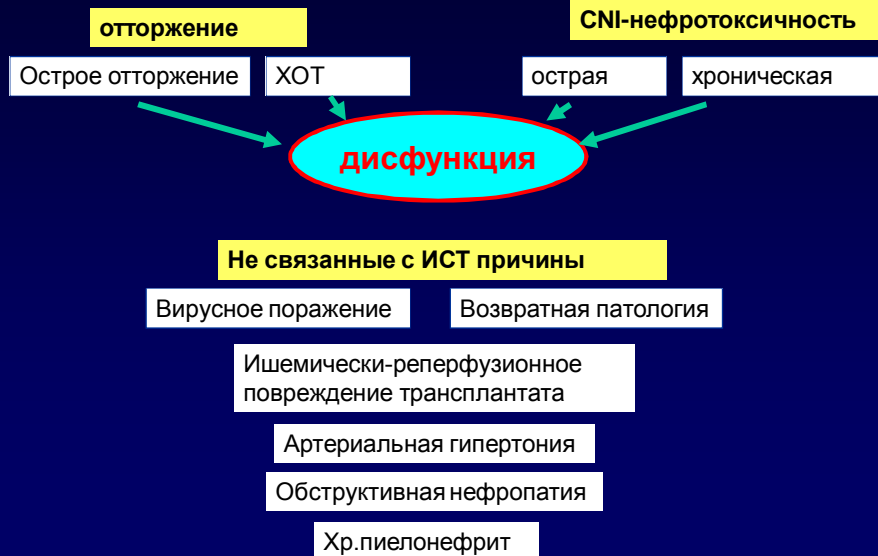 отторжение
CNI-нефротоксичность
Острое отторжение
ХОТ
острая
хроническая
дисфункция
Не связанные с ИСТ причины
Вирусное поражение
Возвратная патология
Ишемически-реперфузионное
повреждение трансплантата
Артериальная гипертония
Обструктивная нефропатия
Хр.пиелонефрит